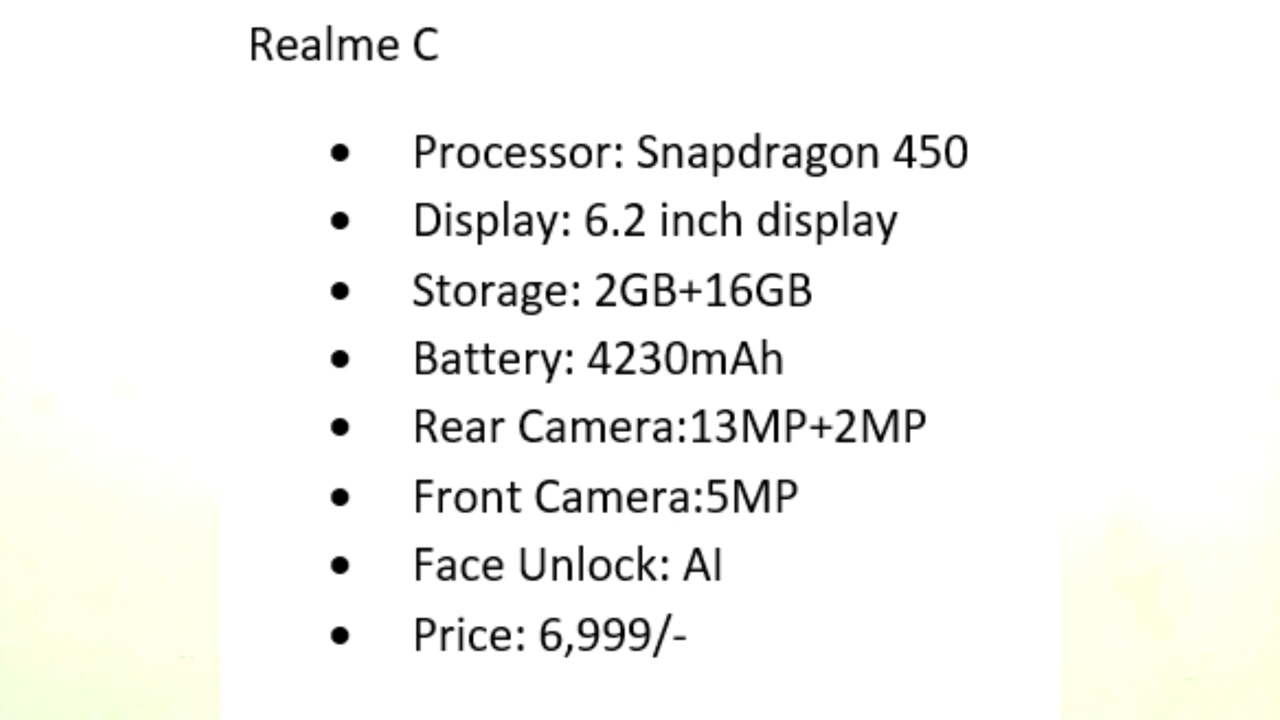 Realme C
• Processor: Snapdragon 450
• Display: 6.2 inch display
• Storage: 2GB+16GB
• Battery: 4230mAh
• Rear Camera:13MP+2MP
• Front Camera:5MP
• Face Unlock: AI
• Price: 6,999/-